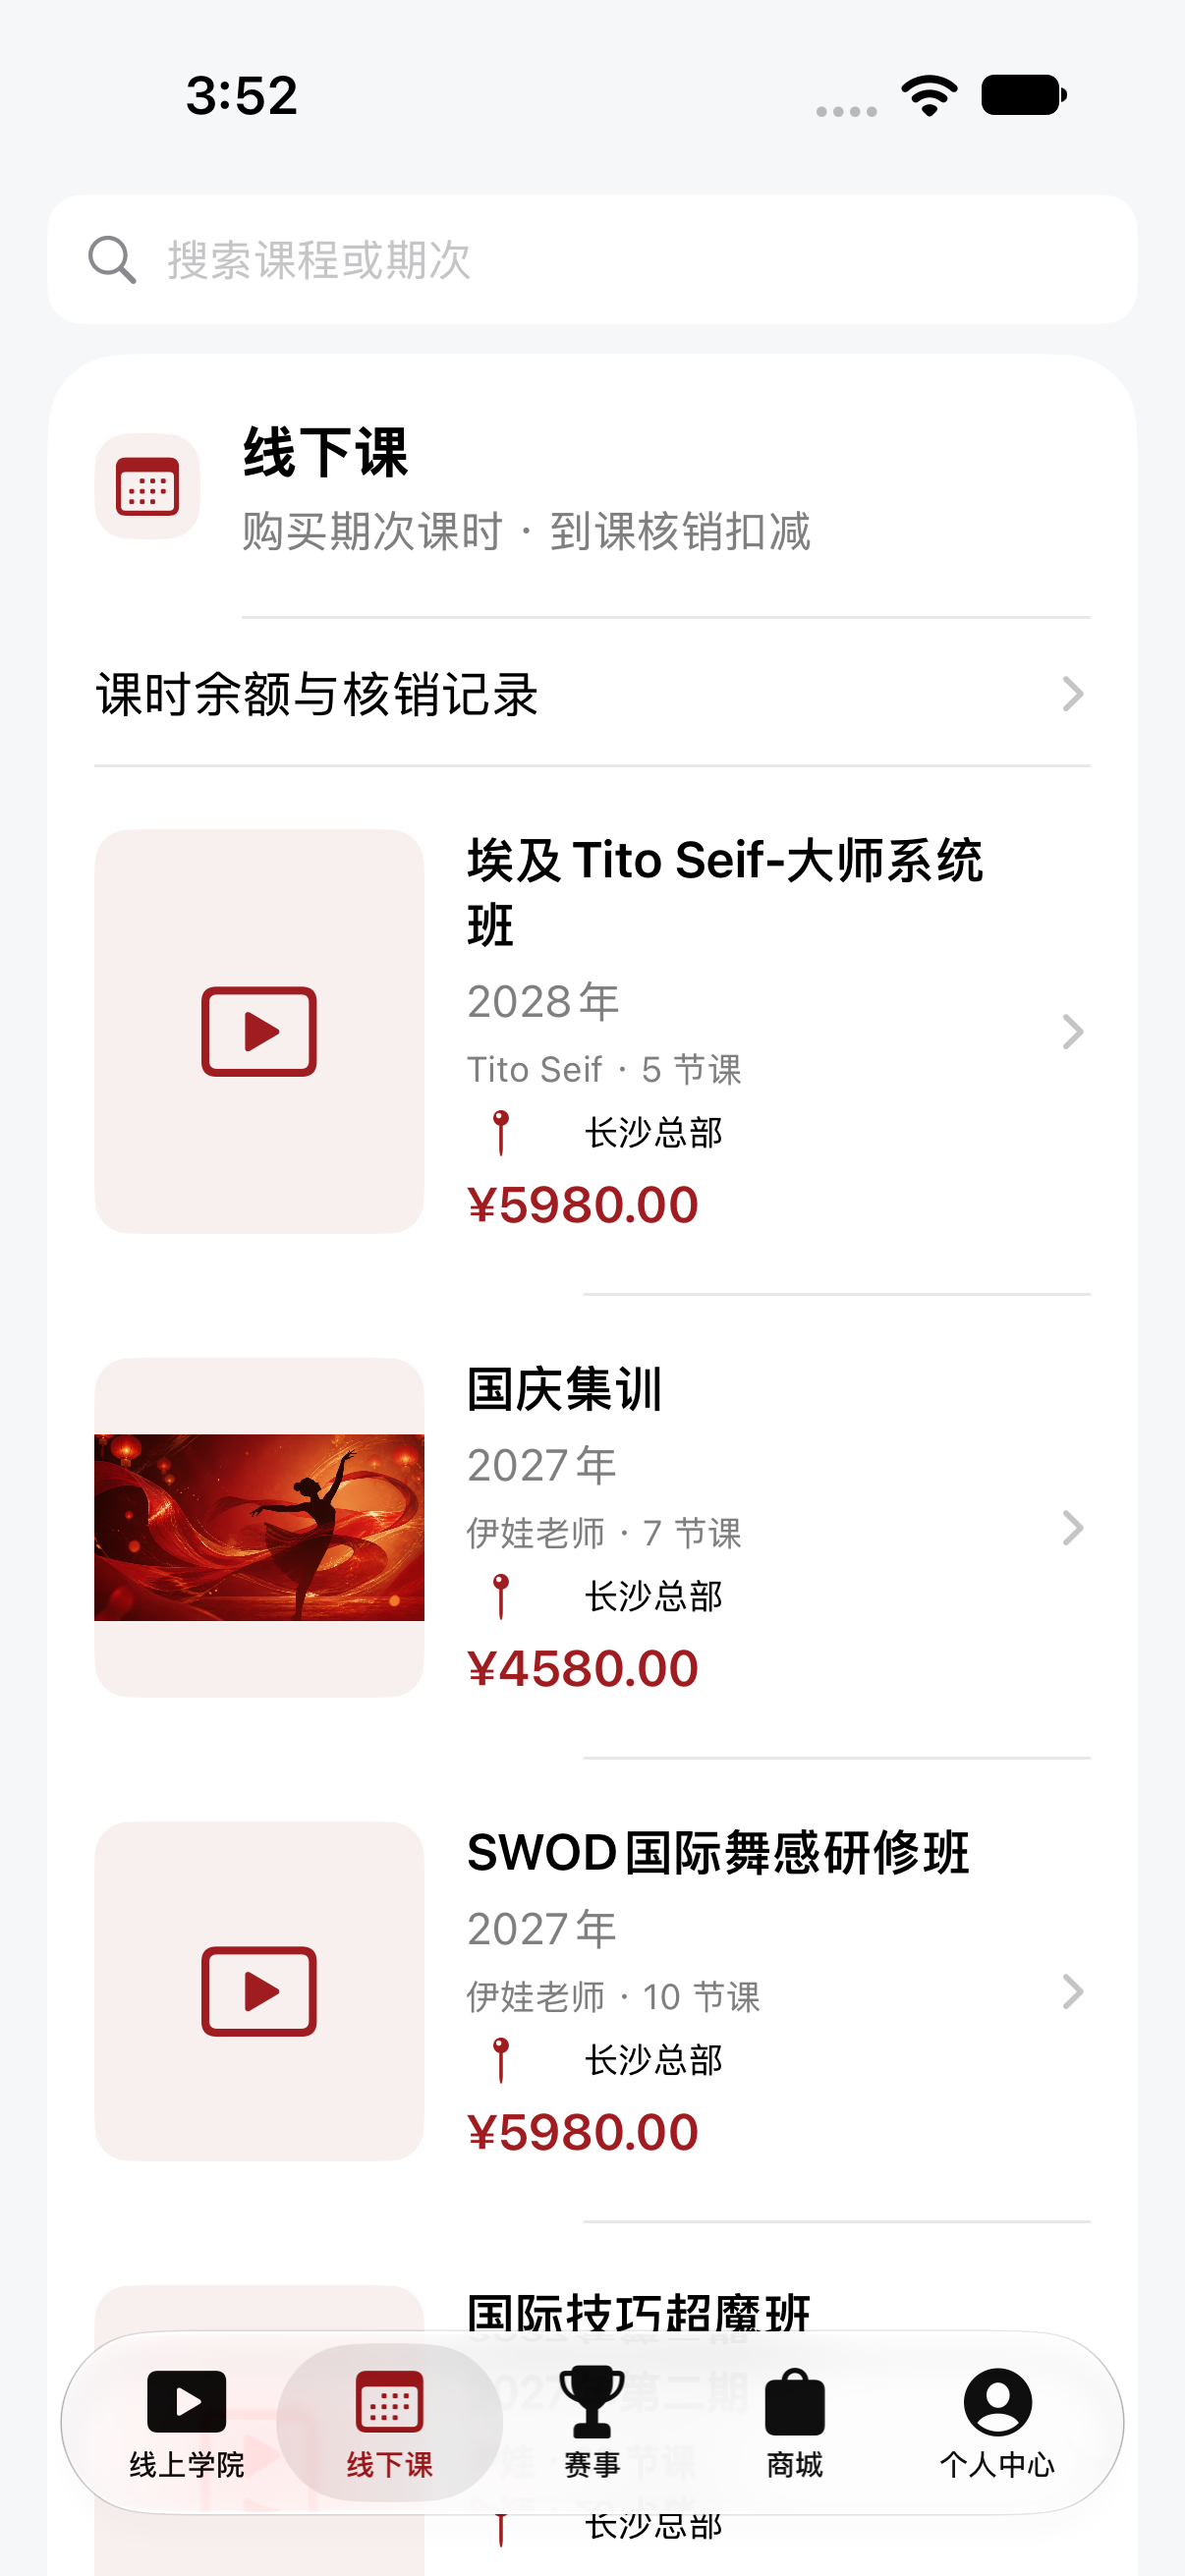 3:52
搜索课程或期次
线下课
购买期次课时 · 到课核销扣减
课时余额与核销记录
埃及 Tito Seif-大师系统
班
2028年
Tito Seif · 5 节课
长沙总部
¥5980.00
国庆集训
2027年
伊娃老师 · 7 节课
长沙总部
¥4580.00
SWOD国际舞感研修班
2027年
伊娃老师 · 10 节课
长沙总部
¥5980.00
国际技巧超魔班
线上学院
线下课
赛事
商城
个人中心
长沙总部